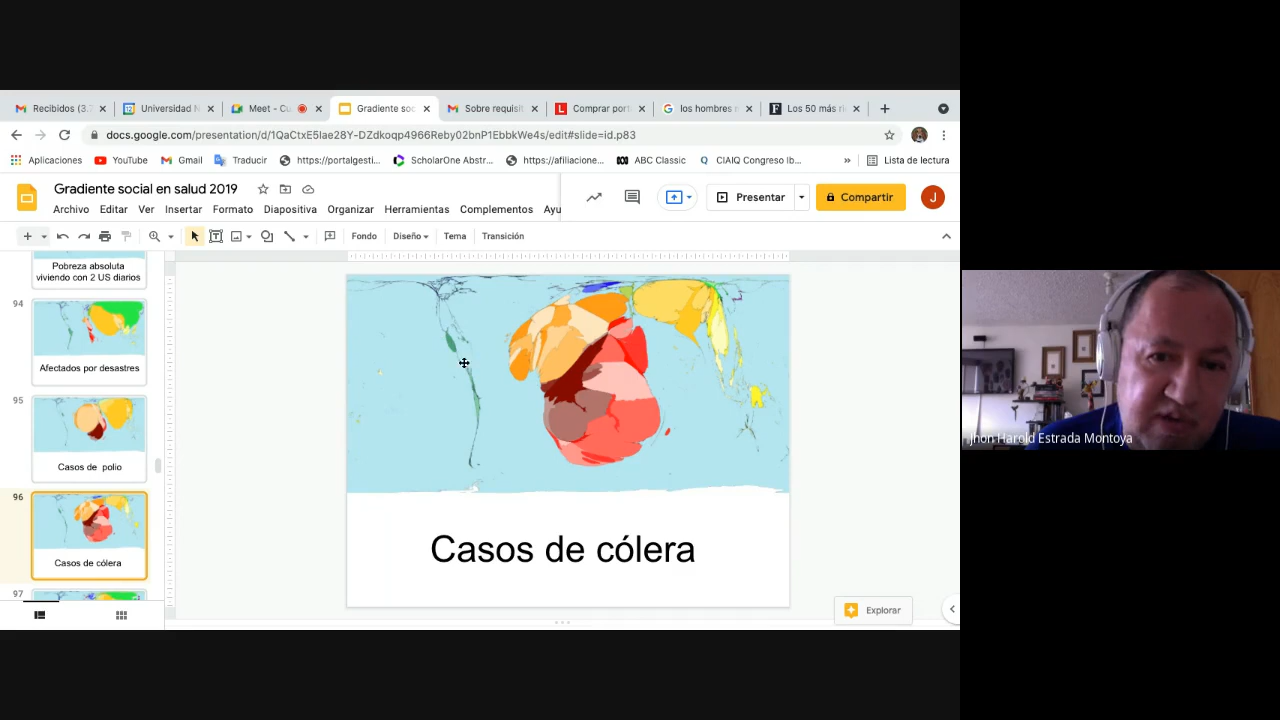 Recibidos (3.
Universidad N
Meet - Cu
Gradiente soc
Sobre requisit
Comprar port
los hombres
Los 50 más ri
docs.google.com/presentation/d/1QaCtxE5Iae28Y-DZdkoqp4966Reby02bnP1EbbkWe4s/edit#slide=id.p83
Aplicaciones
YouTube
Gmail
Traducir
https://portalgesti...
ScholarOne Abstr...
https://afiliacione...
ABC Classic
CIAIQ Congreso Ib...
»
Lista de lectura
Gradiente social en salud 2019
Archivo Editar Ver Insertar Formato Diapositiva Organizar Herramientas Complementos Ayu
Presentar
Compartir
J
Fondo
Diseño
Tema
Transición
Pobreza absoluta
viviendo con 2 US diarios
94
Afectados por desastres
95
Casos de polio
96
Casos de cólera
97
Casos de cólera
Explorar
Jhon Harold Estrada Montoya